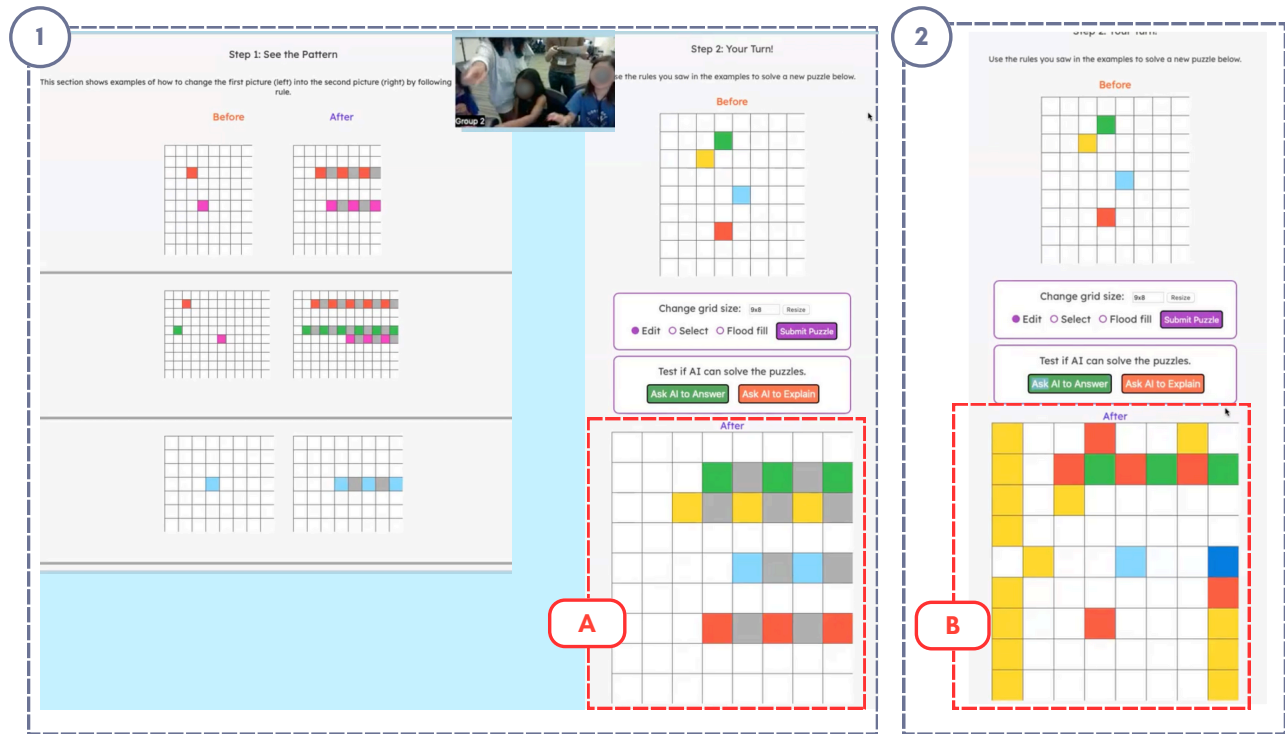 1
Step 1: See the Pattern
This section shows examples of how to change the first picture (left) into the second picture (right) by following
rule.
Before
After
Group 2
Step 2: Your Turn!
se the rules you saw in the examples to solve a new puzzle below.
Before
Change grid size: 9x8 Resize
Edit Select Flood fill Submit Puzzle
Test if AI can solve the puzzles.
Ask AI to Answer Ask AI to Explain
After
A
2
Step 2: Your Turn!
Use the rules you saw in the examples to solve a new puzzle below.
Before
Change grid size: 9x8 Resize
Edit Select Flood fill Submit Puzzle
Test if AI can solve the puzzles.
Ask AI to Answer Ask AI to Explain
After
B